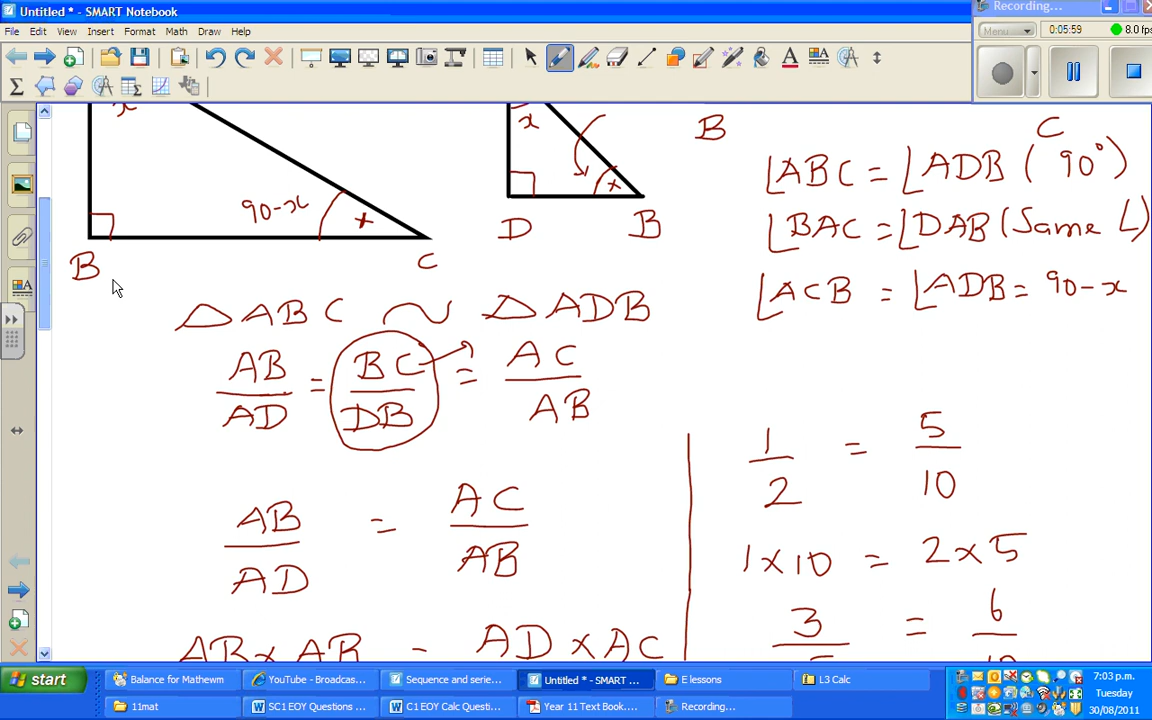 Untitled * - SMART Notebook
Recording...
File Edit View Insert Format Math Draw Help
Menu
0:05:59
8.0 fp
x
x
B
C
∠ABC = ∠ADB ( 90°)
90-x
x
x
D
B
∠BAC = ∠DAB (Same ∠)
B
C
∠ACB = ∠ADB = 90-x
△ABC ~ △ADB
AB = BC = AC
AD DB AB
1 = 5
2 10
AB = AC
AD AB
1×10 = 2×5
3 = 6
AB × AB = AD × AC
start
Balance for Mathewm
YouTube - Broadcas...
Sequence and serie...
Untitled * - SMART ...
E lessons
L3 Calc
11mat
SC1 EOY Questions ...
C1 EOY Calc Questi...
Year 11 Text Book....
Recording...
7:03 p.m.
Tuesday
30/08/2011